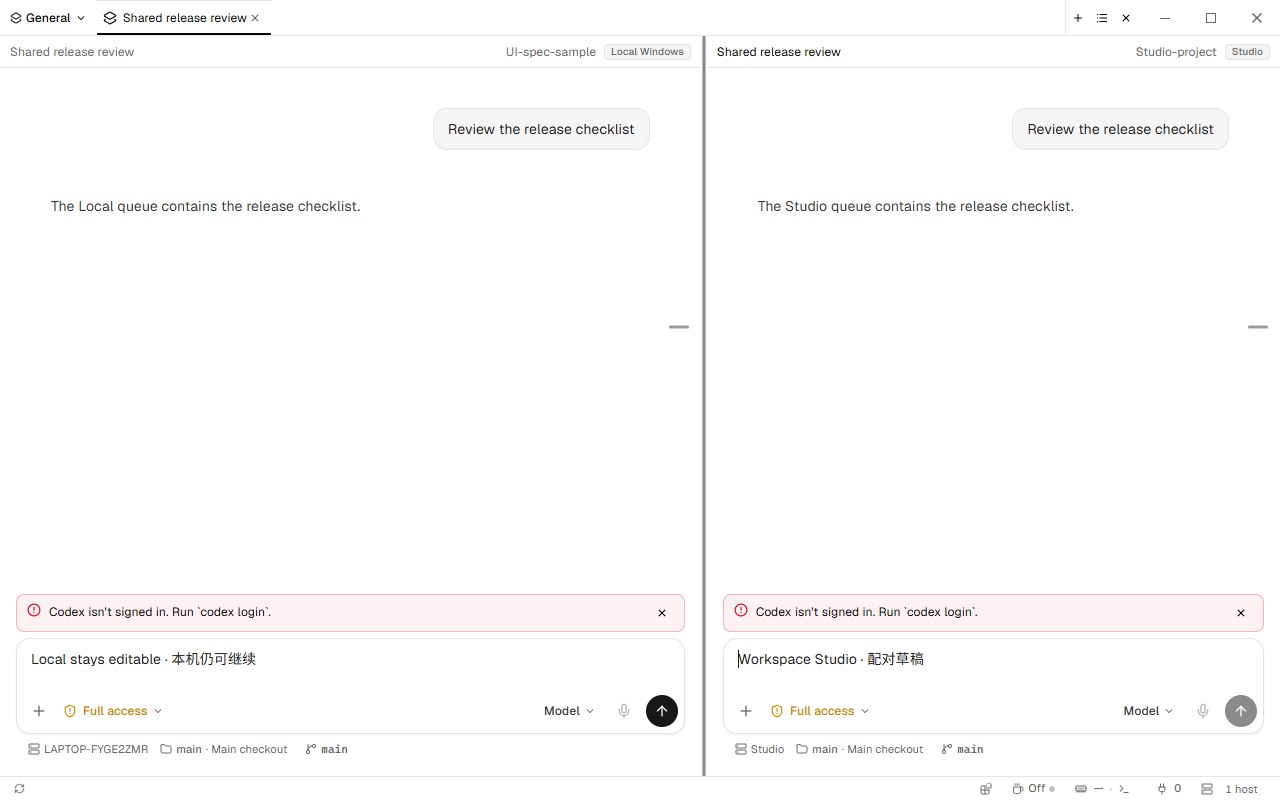 General
Shared release review
Shared release review
UI-spec-sample
Local Windows
Shared release review
Studio-project
Studio
Review the release checklist
The Local queue contains the release checklist.
Codex isn't signed in. Run `codex login`.
Local stays editable · 本机仍可继续
Full access
Model
LAPTOP-FYGE2ZMR
main · Main checkout
main
Review the release checklist
The Studio queue contains the release checklist.
Codex isn't signed in. Run `codex login`.
Workspace Studio · 配对草稿
Full access
Model
Studio
main · Main checkout
main
Off
— ·
0
1 host